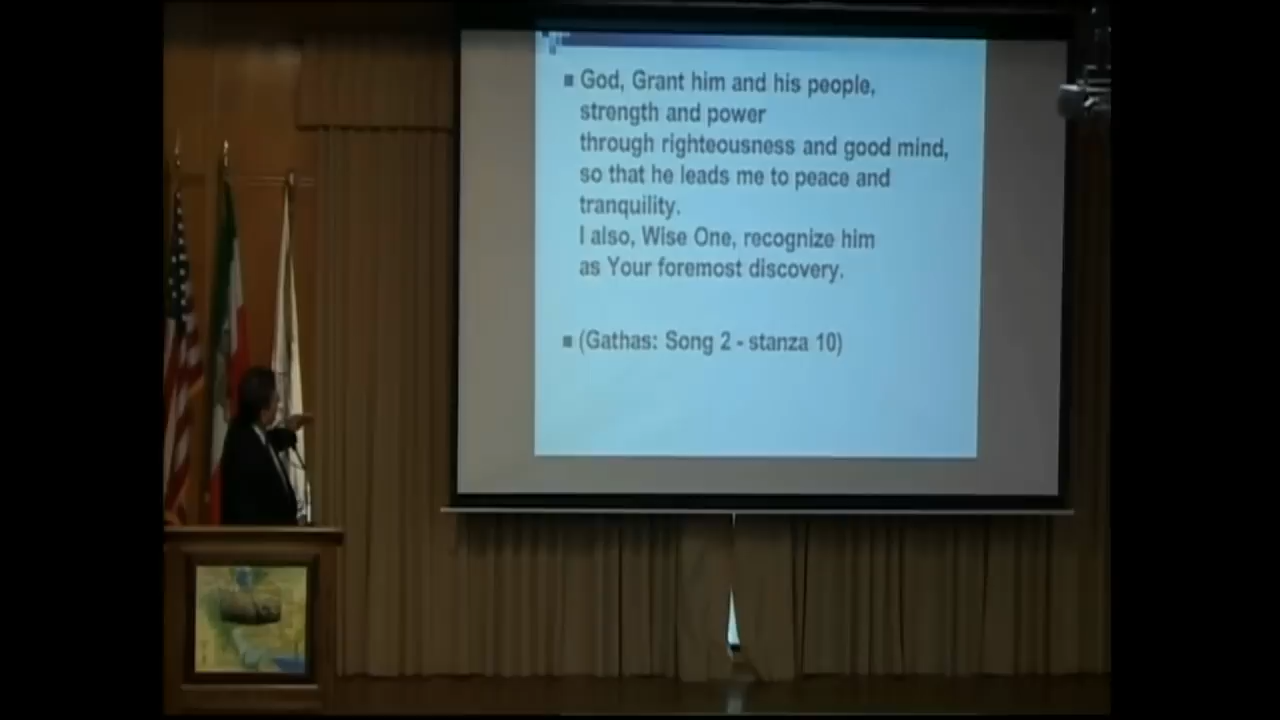 God, Grant him and his people,
strength and power
through righteousness and good mind,
so that he leads me to peace and
tranquility.
I also, Wise One, recognize him
as Your foremost discovery.
(Gathas: Song 2 - stanza 10)